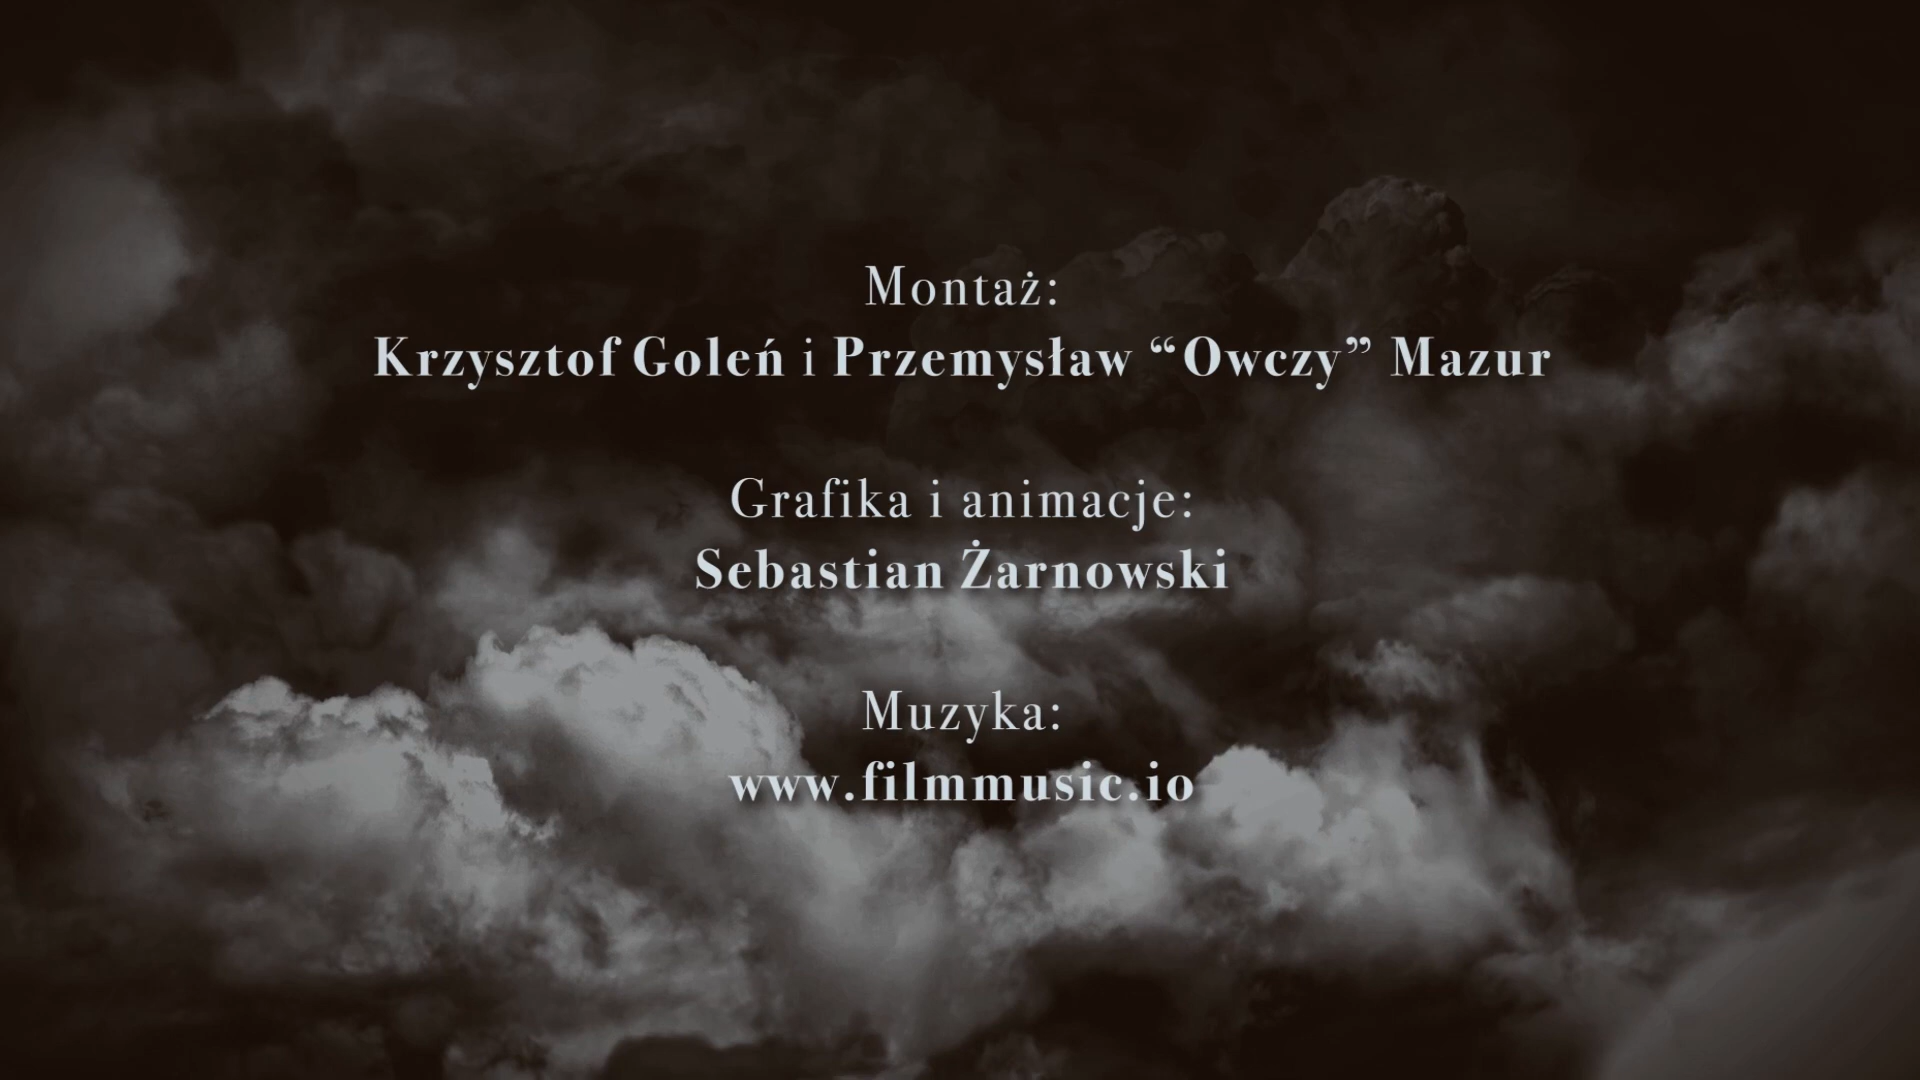 Montaż:
Krzysztof Goleń i Przemysław “Owczy” Mazur
Grafika i animacje:
Sebastian Żarnowski
Muzyka:
www.filmmusic.io